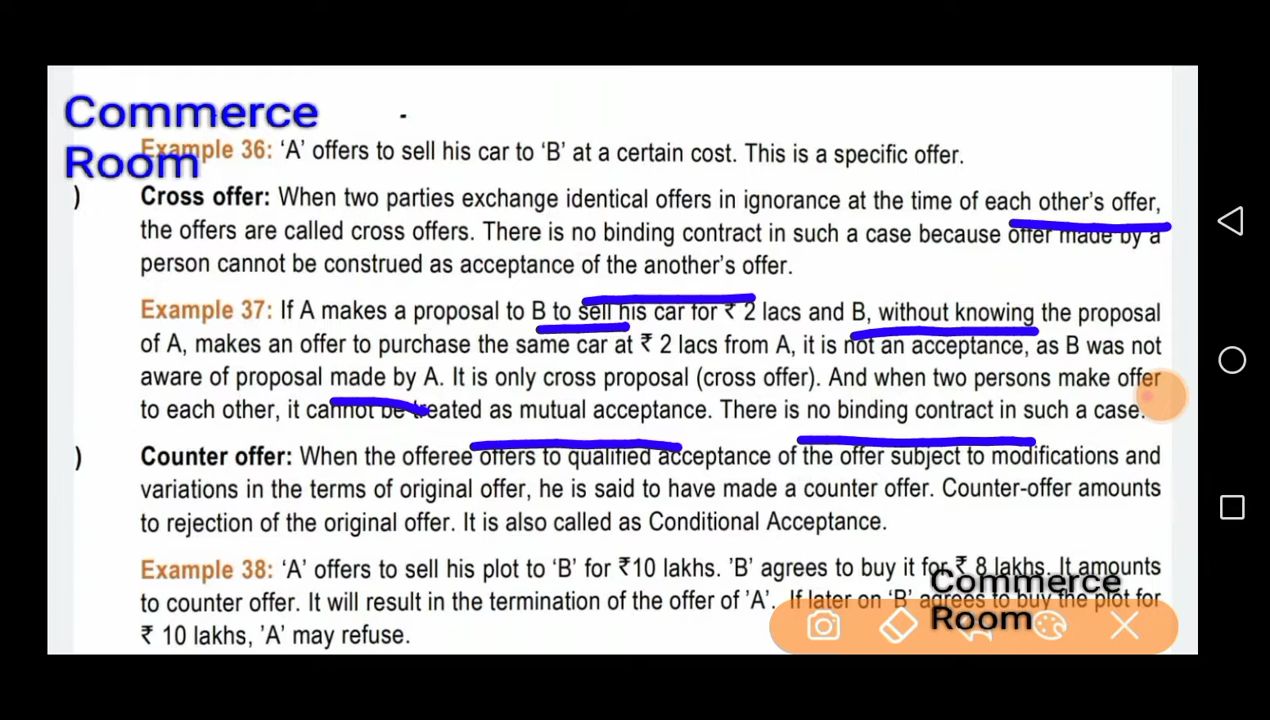 Commerce
Room
Example 36: ‘A’ offers to sell his car to ‘B’ at a certain cost. This is a specific offer.
) Cross offer: When two parties exchange identical offers in ignorance at the time of each other’s offer,
the offers are called cross offers. There is no binding contract in such a case because offer made by a
person cannot be construed as acceptance of the another’s offer.
Example 37: If A makes a proposal to B to sell his car for ₹ 2 lacs and B, without knowing the proposal
of A, makes an offer to purchase the same car at ₹ 2 lacs from A, it is not an acceptance, as B was not
aware of proposal made by A. It is only cross proposal (cross offer). And when two persons make offer
to each other, it cannot be treated as mutual acceptance. There is no binding contract in such a case.
) Counter offer: When the offeree offers to qualified acceptance of the offer subject to modifications and
variations in the terms of original offer, he is said to have made a counter offer. Counter-offer amounts
to rejection of the original offer. It is also called as Conditional Acceptance.
Example 38: ‘A’ offers to sell his plot to ‘B’ for ₹10 lakhs. ’B’ agrees to buy it for ₹ 8 lakhs. It amounts
to counter offer. It will result in the termination of the offer of ’A’. If later on ‘B’ agrees to buy the plot for
₹ 10 lakhs, ’A’ may refuse.
Commerce
Room